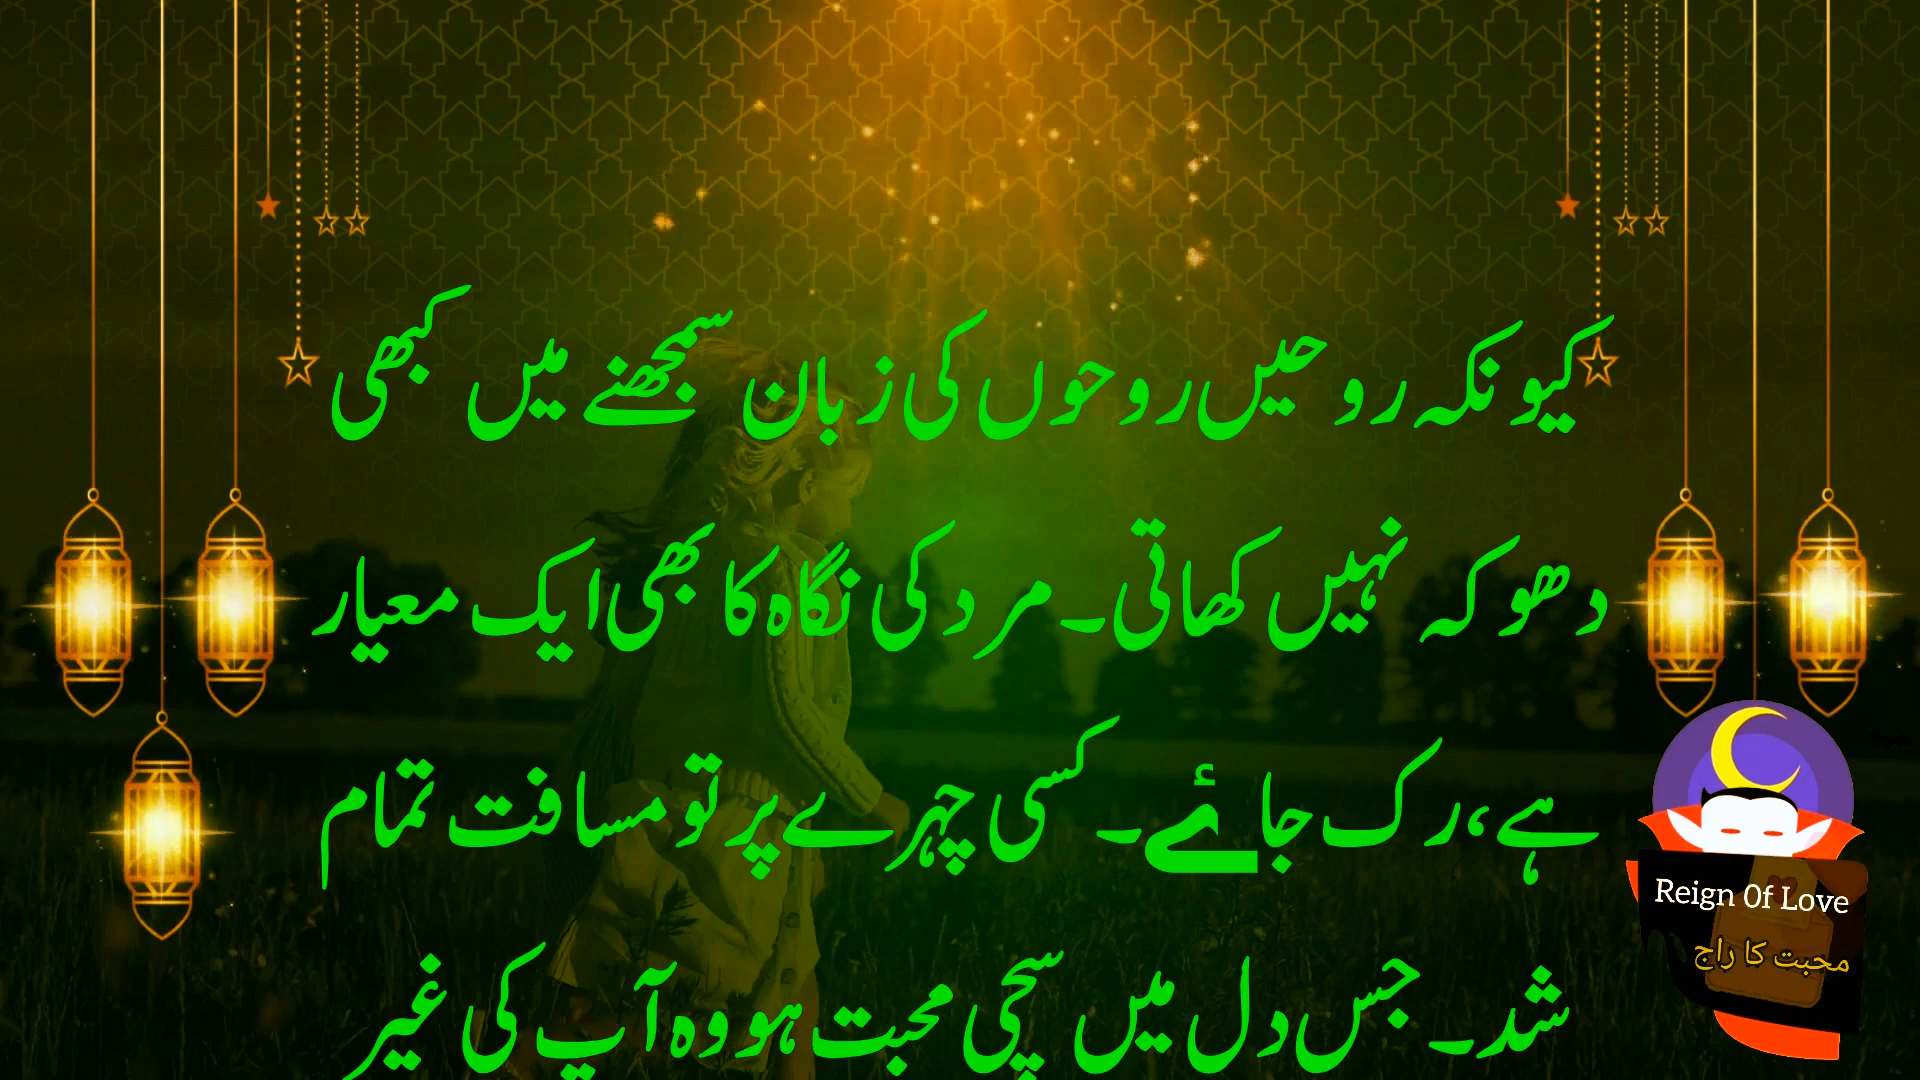 کیونکہ روحیں روحوں کی زبان سمجھنے میں کبھی
دھوکہ نہیں کھاتی۔ مرد کی نگاہ کا بھی ایک معیار
ہے، رک جائے۔ کسی چہرے پر تو مسافت تمام
شد۔ جس دل میں سچی محبت ہو وہ آپ کی غیر
Reign Of Love
محبت کا راج